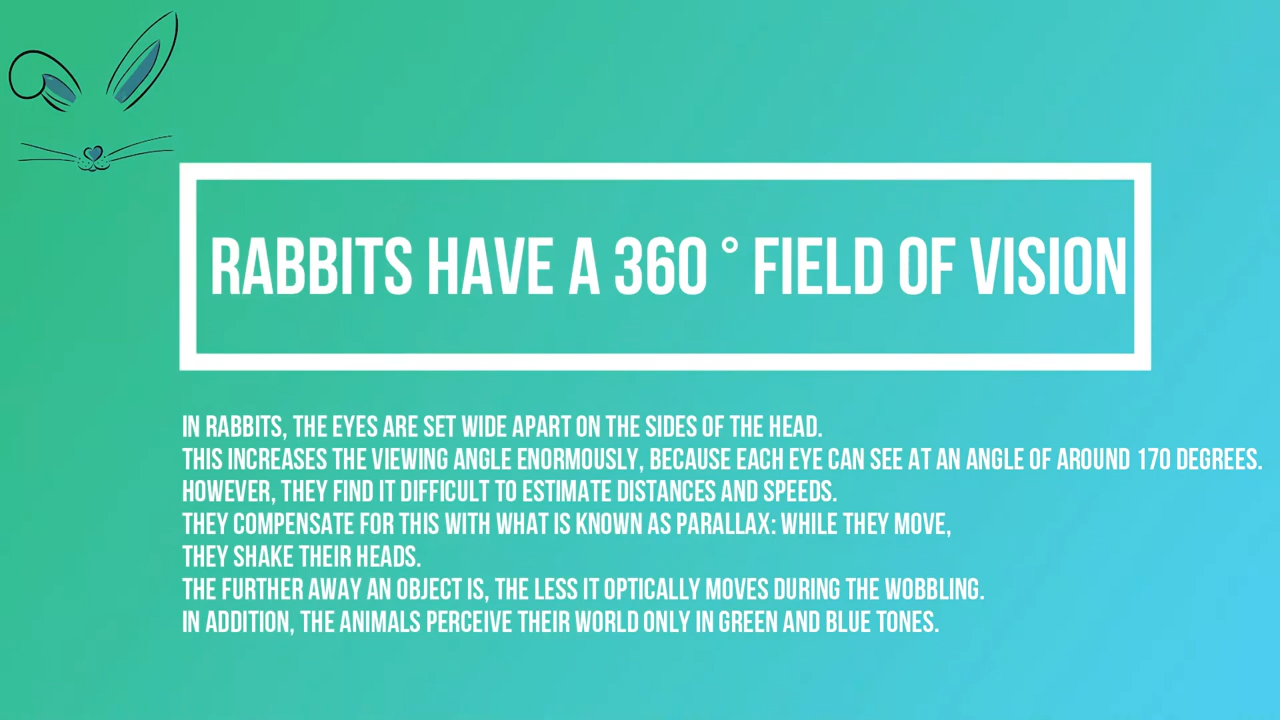 RABBITS HAVE A 360 ° FIELD OF VISION
IN RABBITS, THE EYES ARE SET WIDE APART ON THE SIDES OF THE HEAD.
THIS INCREASES THE VIEWING ANGLE ENORMOUSLY, BECAUSE EACH EYE CAN SEE AT AN ANGLE OF AROUND 170 DEGREES.
HOWEVER, THEY FIND IT DIFFICULT TO ESTIMATE DISTANCES AND SPEEDS.
THEY COMPENSATE FOR THIS WITH WHAT IS KNOWN AS PARALLAX: WHILE THEY MOVE,
THEY SHAKE THEIR HEADS.
THE FURTHER AWAY AN OBJECT IS, THE LESS IT OPTICALLY MOVES DURING THE WOBBLING.
IN ADDITION, THE ANIMALS PERCEIVE THEIR WORLD ONLY IN GREEN AND BLUE TONES.